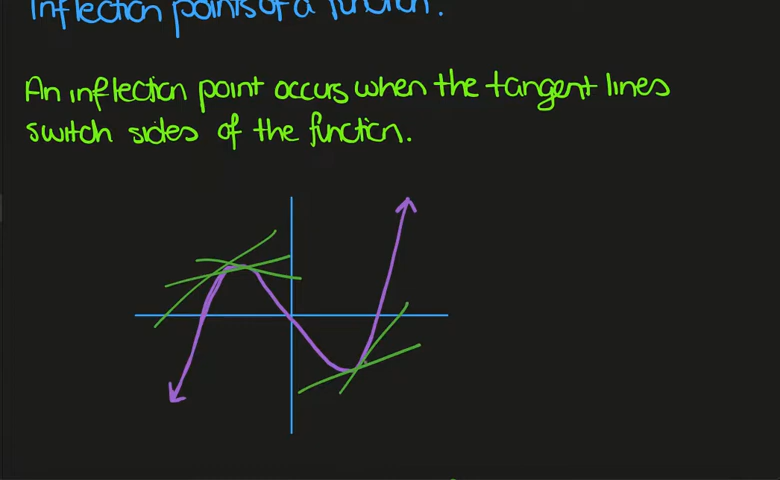 Inflection points of a function.
An inflection point occurs when the tangent lines
switch sides of the function.